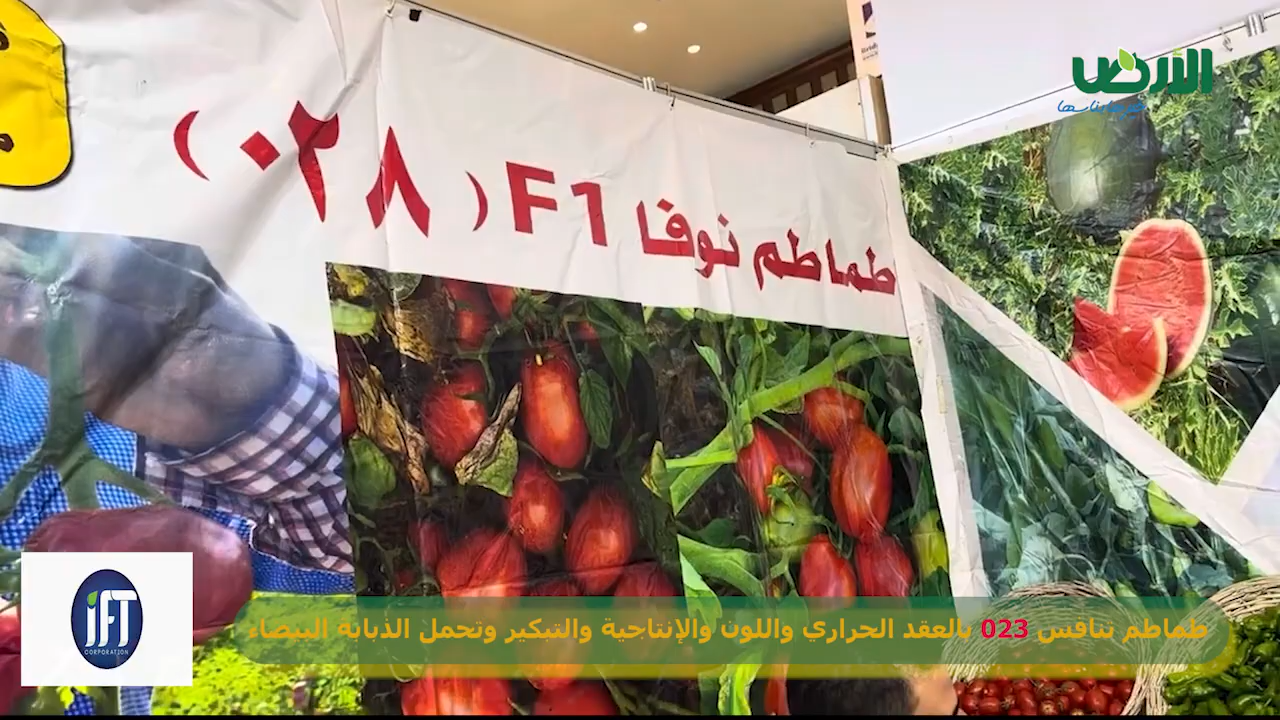 الأرض
طماطم نوفا F1 (٠٢٨)
طماطم تنافس 023 بالعقد الحراري واللون والإنتاجية والتبكير وتحمل الذبابة البيضاء
iFT
CORPORATION